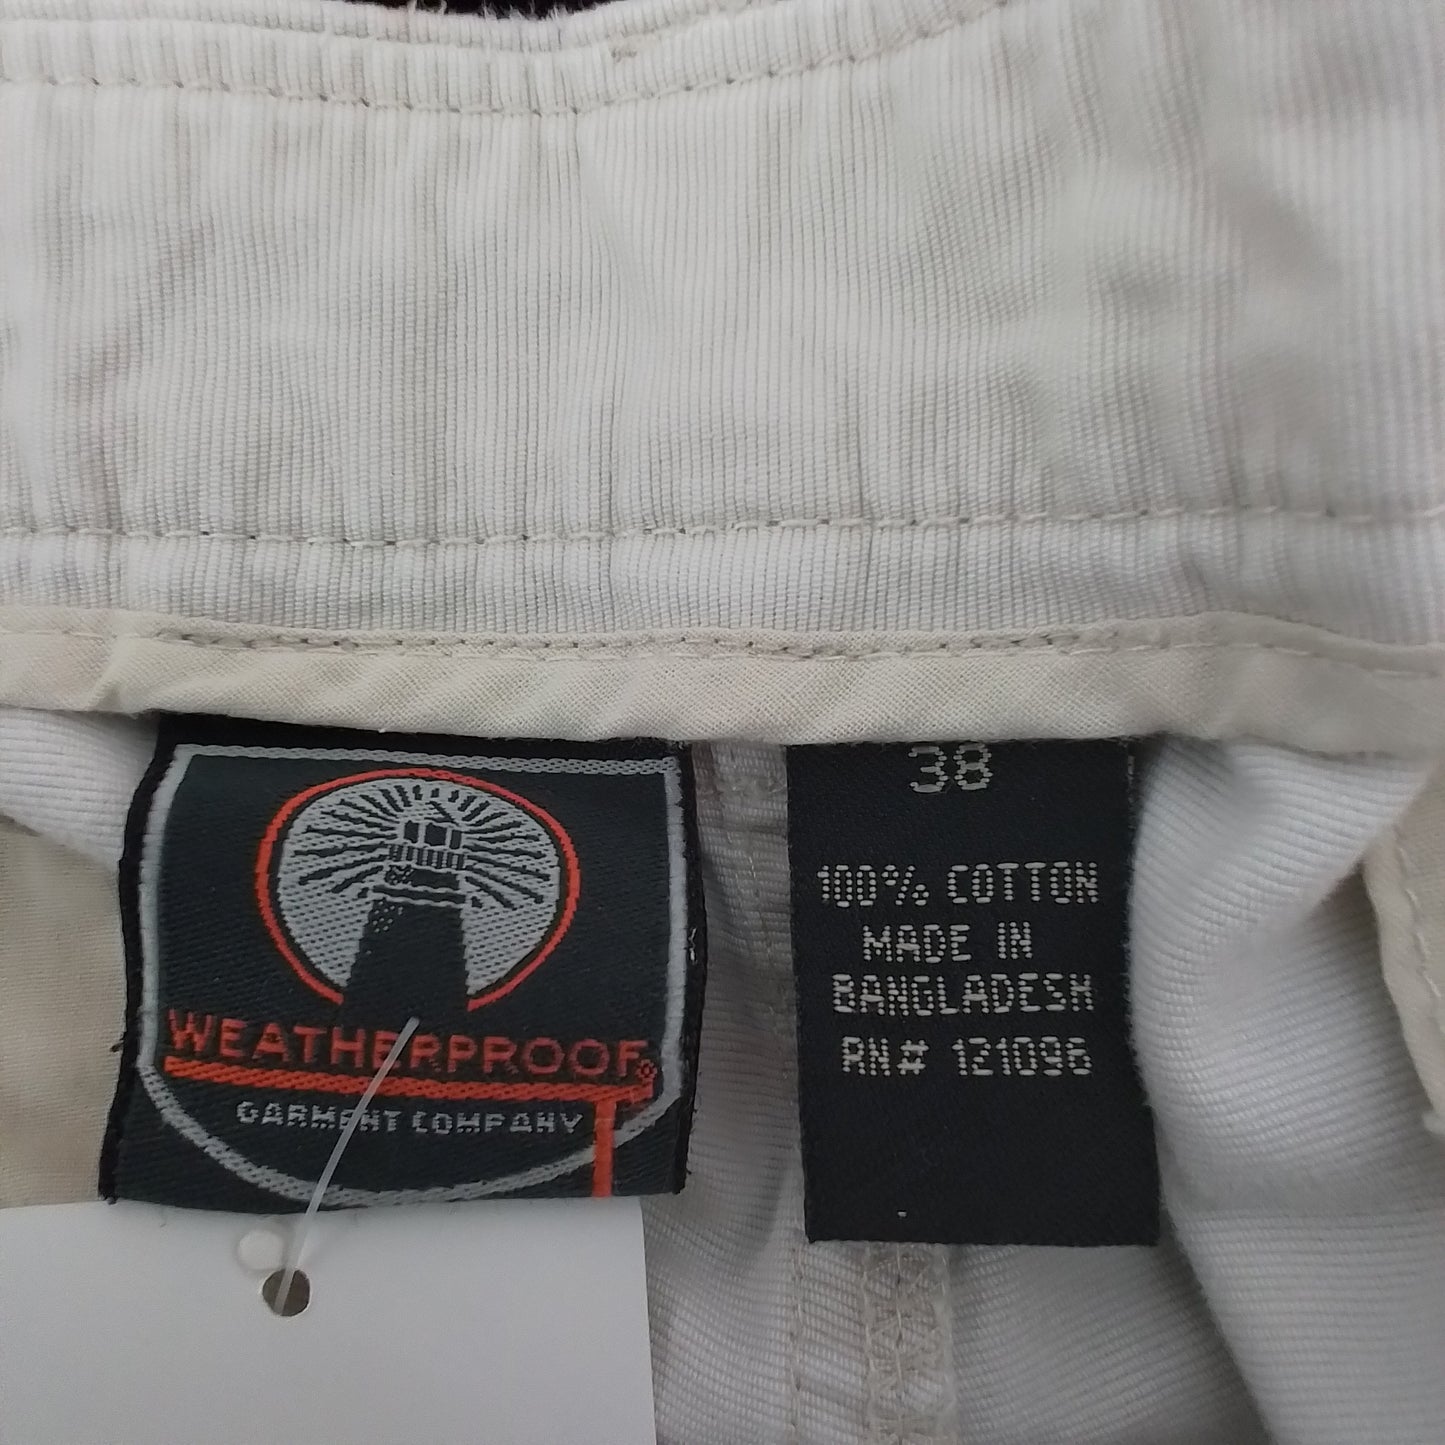 WEATHERPROOF®
GARMENT COMPANY
38
100% COTTON
MADE IN
BANGLADESH
RN# 121096